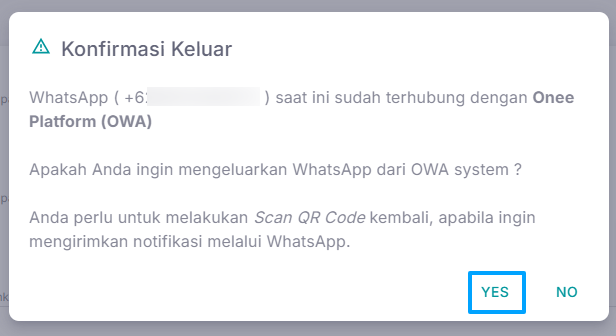 Konfirmasi Keluar
WhatsApp ( +62 ) saat ini sudah terhubung dengan Onee
Platform (OWA)
Apakah Anda ingin mengeluarkan WhatsApp dari OWA system ?
Anda perlu untuk melakukan Scan QR Code kembali, apabila ingin
mengirimkan notifikasi melalui WhatsApp.
YES NO